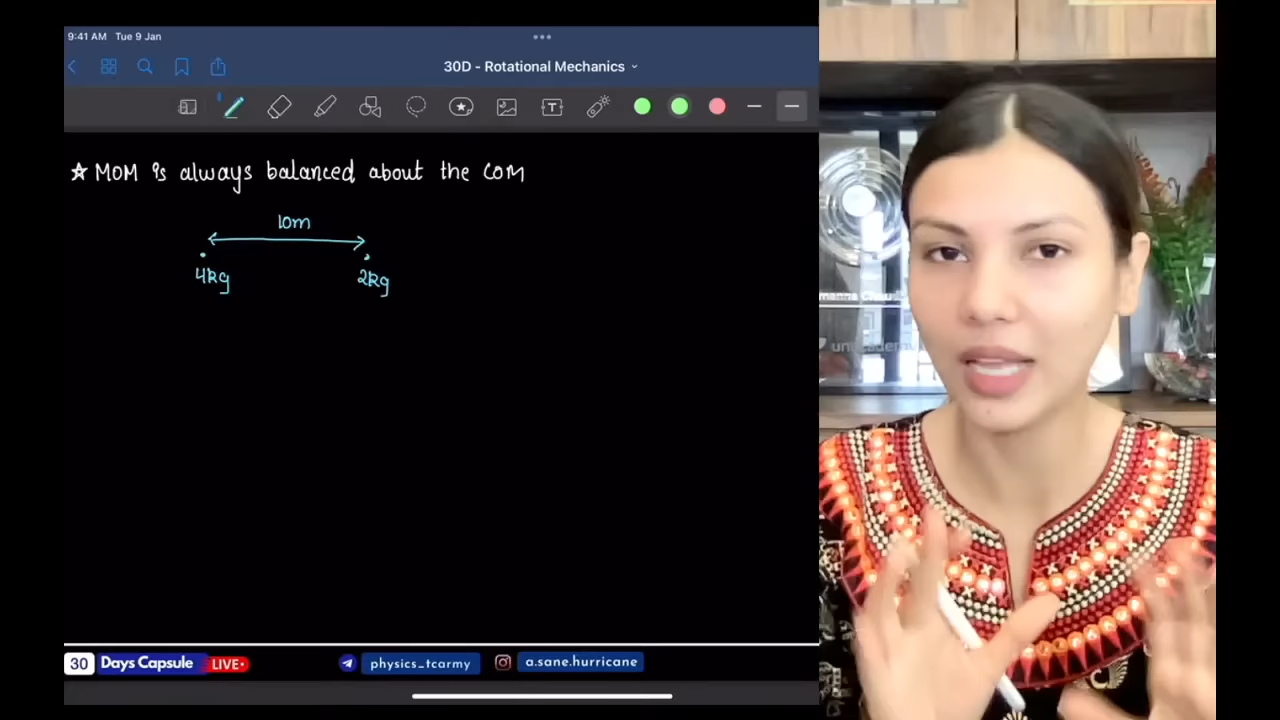 9:41 AM Tue 9 Jan
30D - Rotational Mechanics
T
☆ MOM is always balanced about the COM
10m
4kg 2kg
30 Days Capsule LIVE
physics_tcarmy
a.sane.hurricane